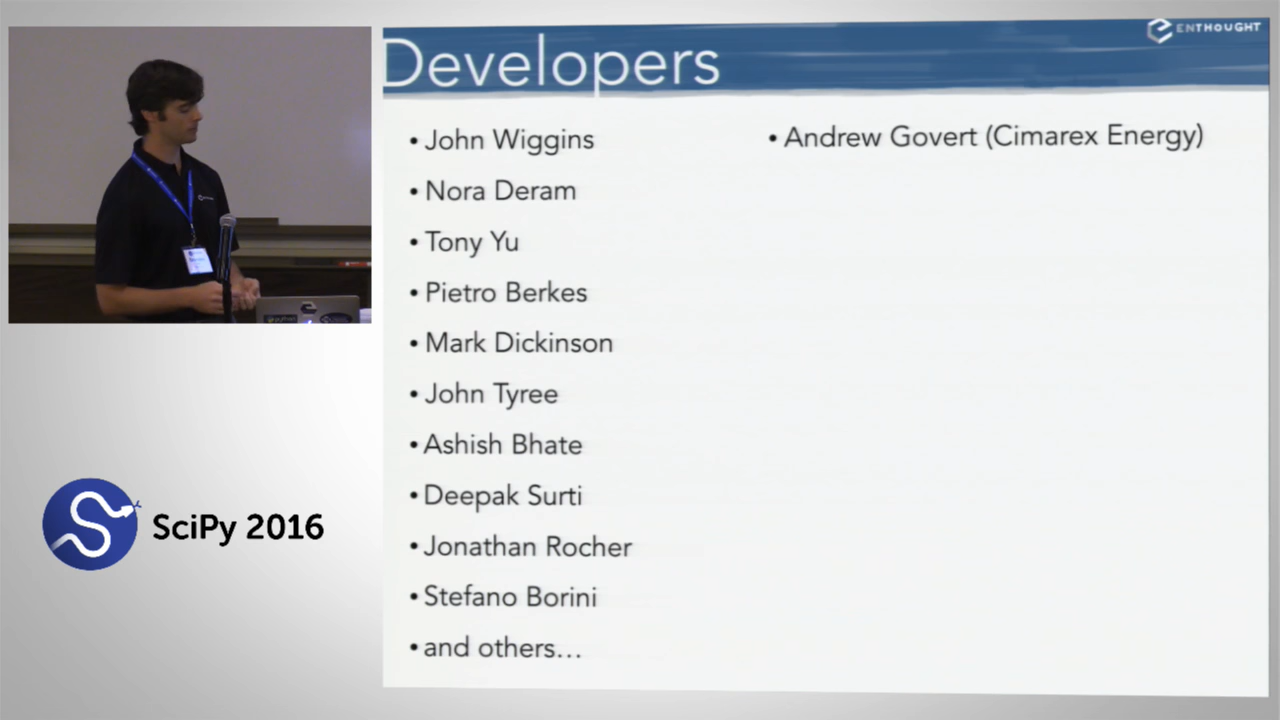 ENTHOUGHT
Developers
• John Wiggins
• Nora Deram
• Tony Yu
• Pietro Berkes
• Mark Dickinson
• John Tyree
• Ashish Bhate
• Deepak Surti
• Jonathan Rocher
• Stefano Borini
• and others…
• Andrew Govert (Cimarex Energy)
SciPy 2016